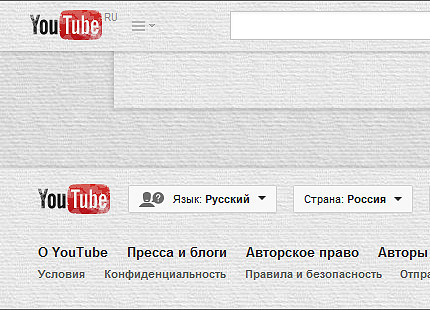 YouTube RU
YouTube
Язык: Русский
Страна: Россия
О YouTube Пресса и блоги Авторское право Авторы
Условия Конфиденциальность Правила и безопасность Отпра